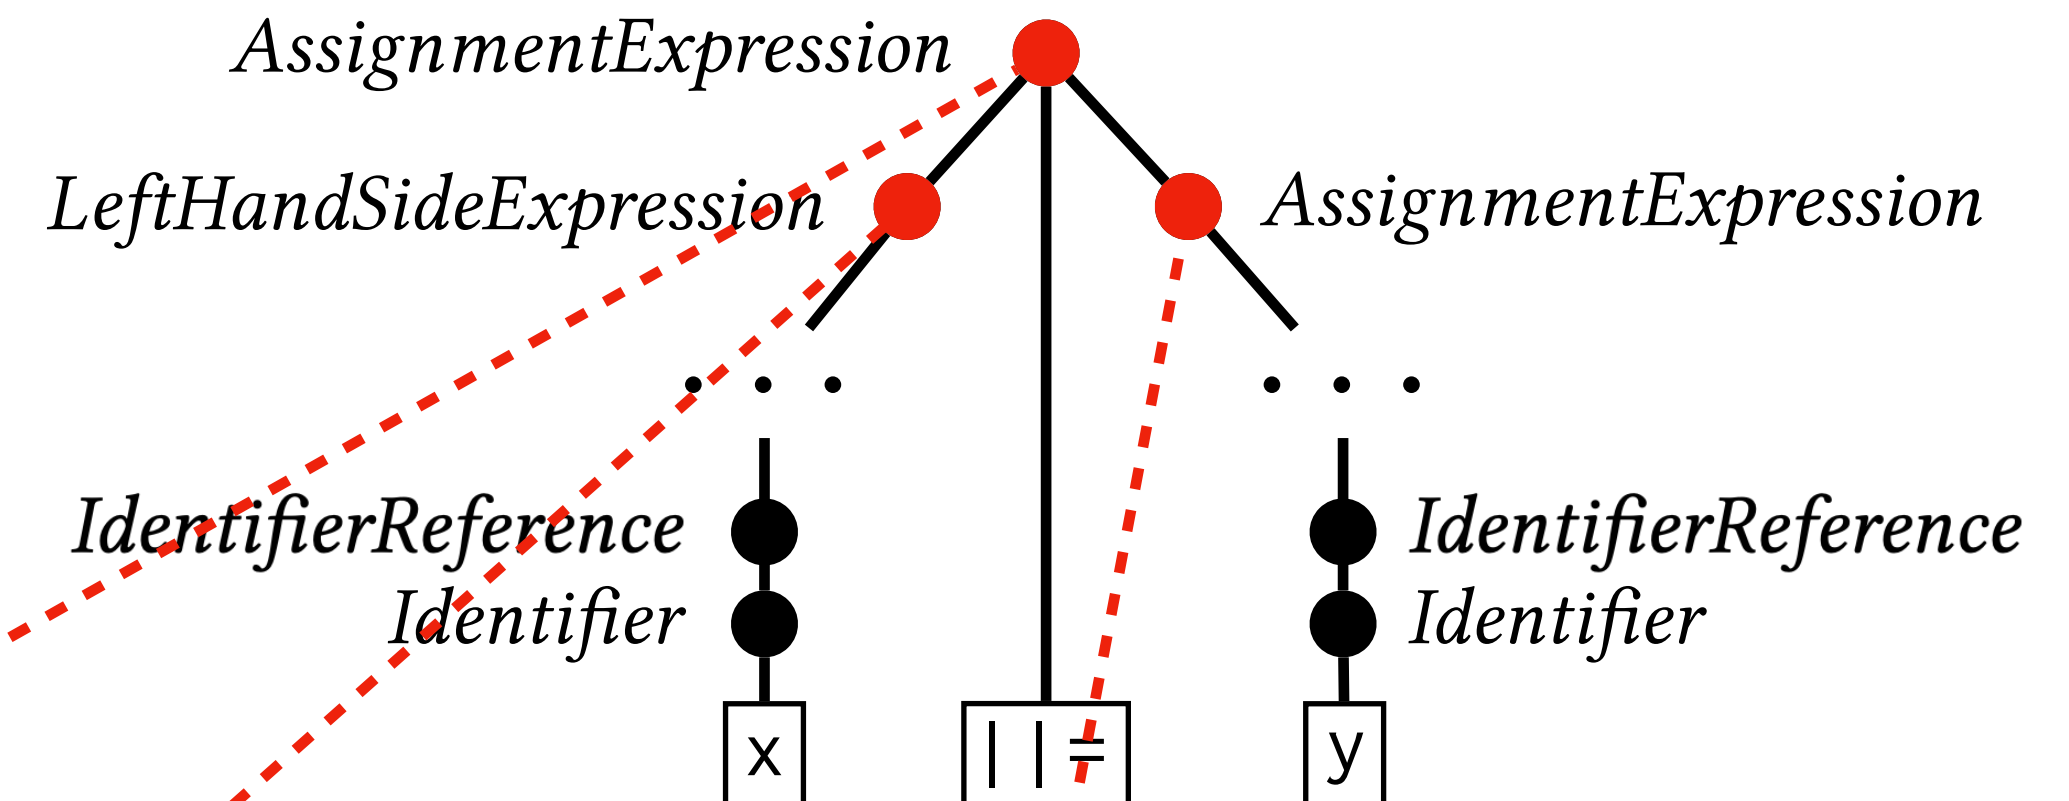 AssignmentExpression
LeftHandSideExpression AssignmentExpression
. . . . . .
IdentifierReference IdentifierReference
Identifier Identifier
x ||= y